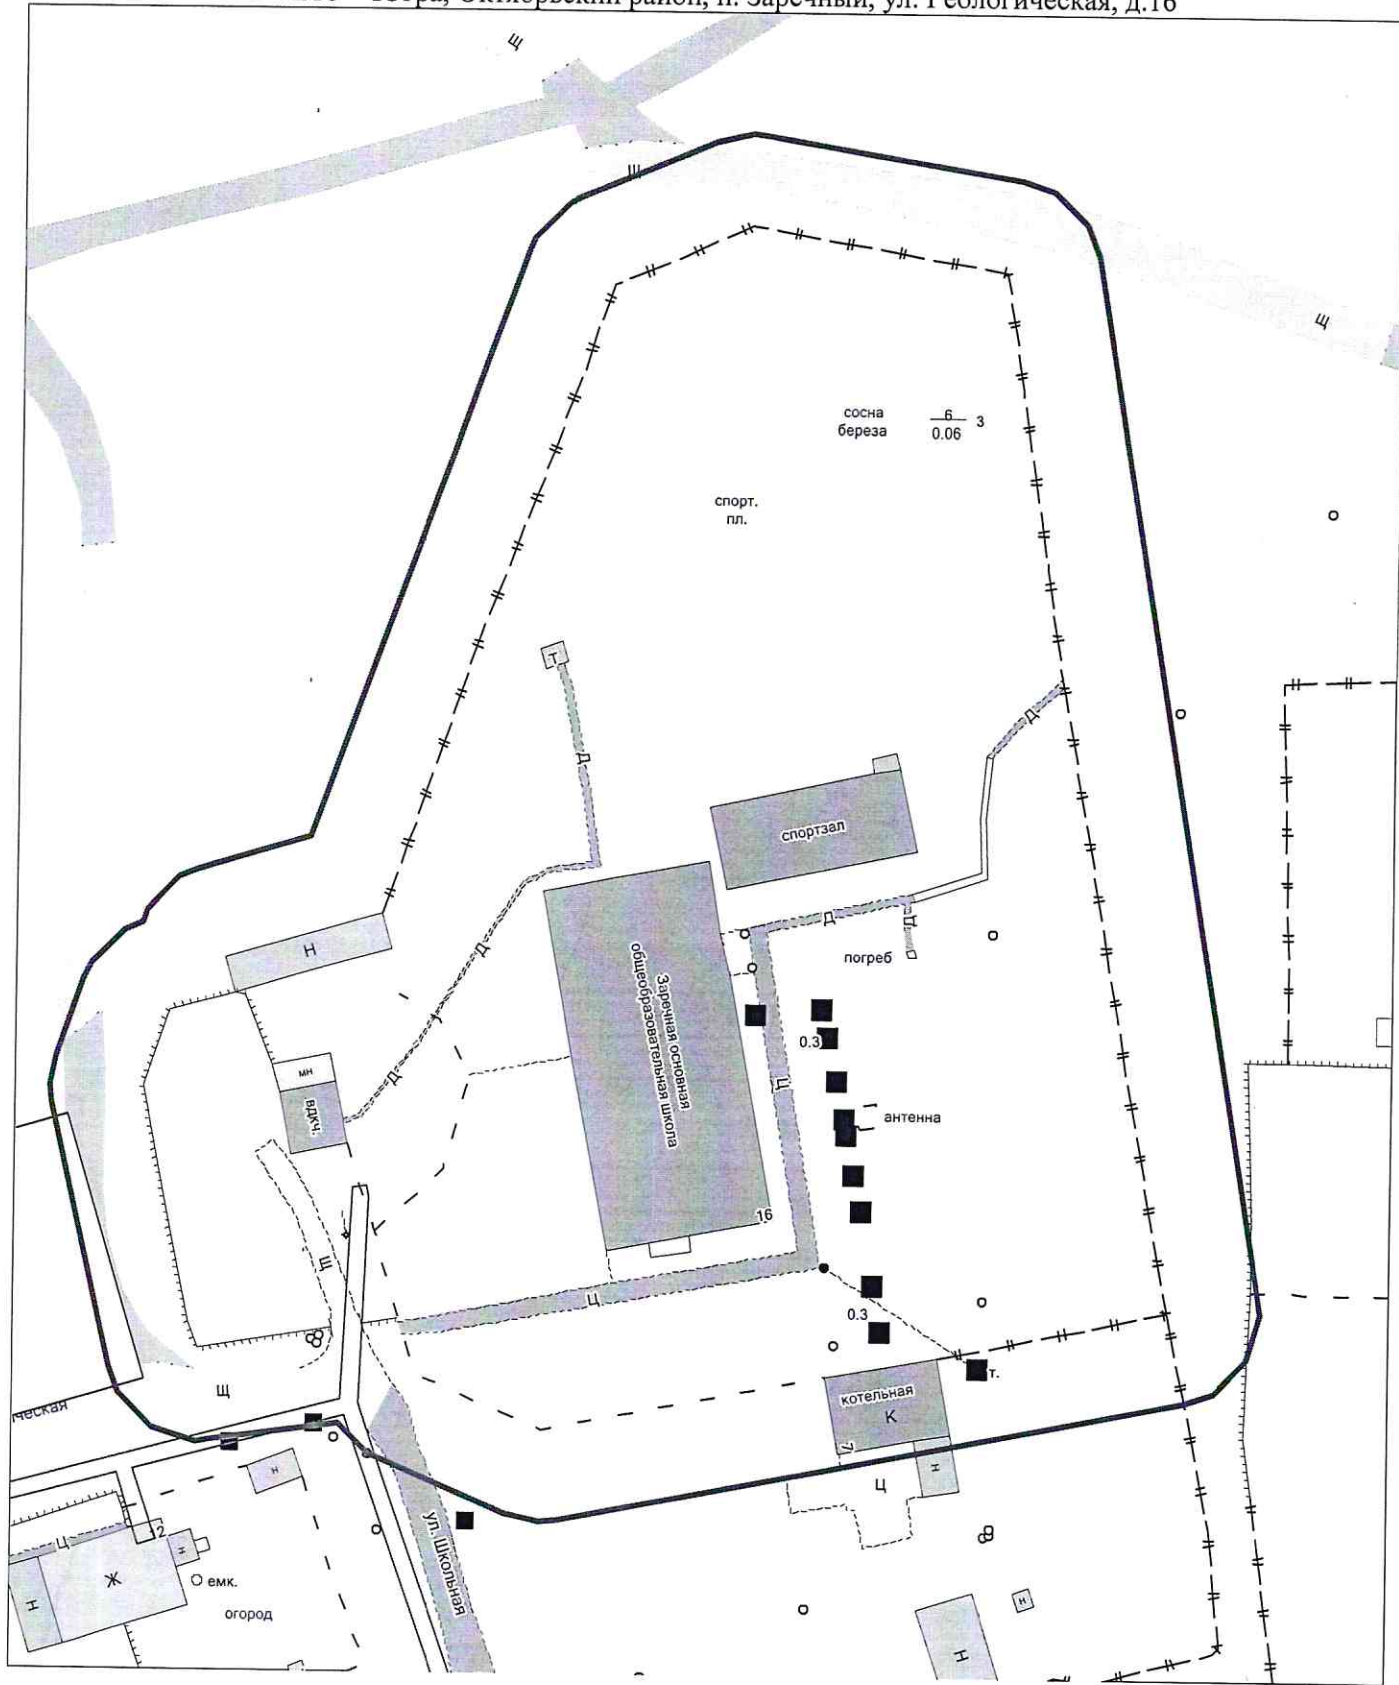 Октябрьский район, п. Заречный, ул. Геологическая, д.16
Щ
Щ
Щ
сосна
береза
6
0.06
3
спорт.
пл.
Т
Д
Д
спортзал
Д
Д
Д
Н
погреб
Заречная основная
общеобразовательная школа
0.3
мн
Д
Ц
вдкч.
антенна
16
Щ
Ц
0.3
т.
Щ
котельная
К
7
ческая
н
н
Ц
ул. Школьная
Ц
12
н
Ж
Н
емк.
огород
н
Н